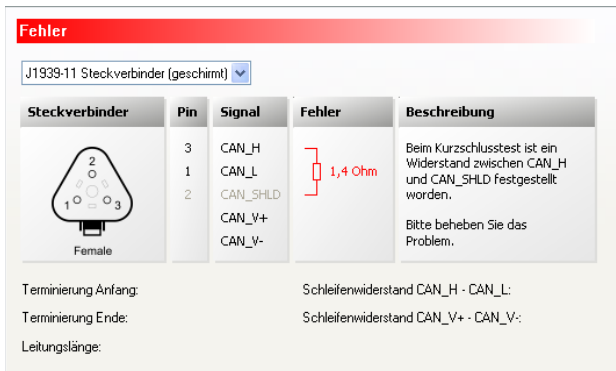 Fehler
J1939-11 Steckverbinder (geschirmt)
Steckverbinder Pin Signal Fehler Beschreibung
2
1
3
Female
3 CAN_H
1 CAN_L
2 CAN_SHLD
CAN_V+
CAN_V-
1,4 Ohm
Beim Kurzschlusstest ist ein
Widerstand zwischen CAN_H
und CAN_SHLD festgestellt
worden.
Bitte beheben Sie das
Problem.
Terminierung Anfang: Schleifenwiderstand CAN_H - CAN_L:
Terminierung Ende: Schleifenwiderstand CAN_V+ - CAN_V-:
Leitungslänge: